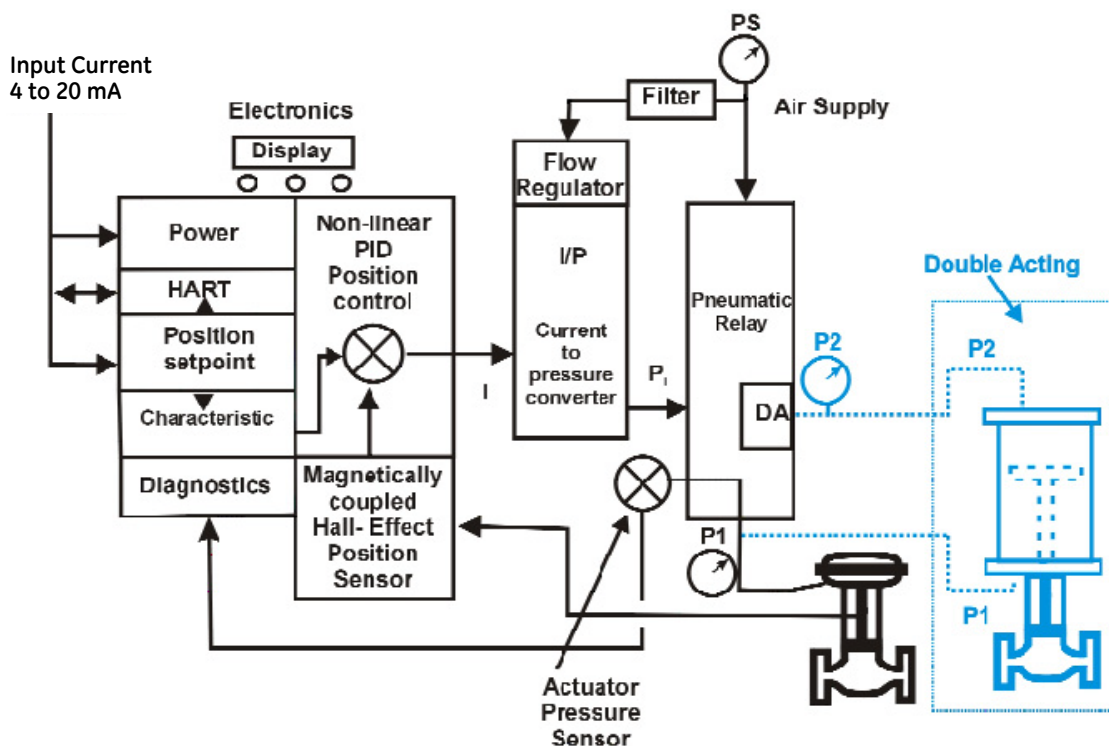 PS
Input Current
4 to 20 mA
Filter
Air Supply
Electronics
Display
Flow
Regulator
Power
Non-linear
PID
Position
control
I/P
Double Acting
HART
Pneumatic
Relay
Position
setpoint
Current
to
pressure
converter
P2
P2
I
PI
Characteristic
DA
Diagnostics
Magnetically
coupled
Hall- Effect
Position
Sensor
P1
P1
Actuator
Pressure
Sensor